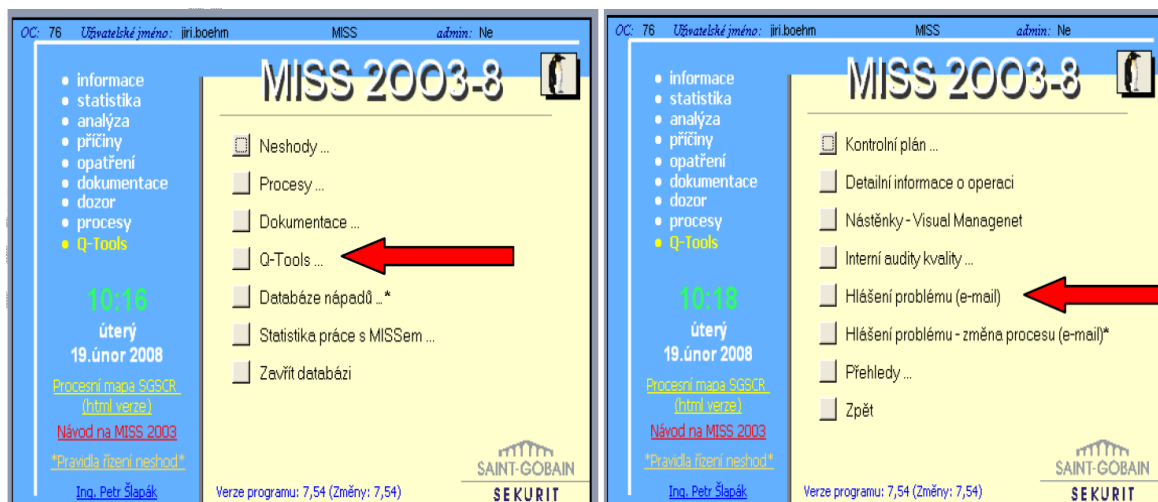 OC: 76 Uživatelské jméno: jiri.boehm MISS admin: Ne
MISS 2003-8
informace
statistika
analýza
příčiny
opatření
dokumentace
dozor
procesy
Q-Tools
10:16
úterý
19.únor 2008
Procesní mapa SGSCR
(html verze)
Návod na MISS 2003
*Pravidla řízení neshod*
Ing. Petr Šlapák
Neshody ...
Procesy ...
Dokumentace ...
Q-Tools ...
Databáze nápadů ...*
Statistika práce s MISSem ...
Zavřít databázi
SAINT-GOBAIN
SEKURIT
Verze programu: 7,54 (Změny: 7,54)
OC: 76 Uživatelské jméno: jiri.boehm MISS admin: Ne
MISS 2003-8
informace
statistika
analýza
příčiny
opatření
dokumentace
dozor
procesy
Q-Tools
10:18
úterý
19.únor 2008
Procesní mapa SGSCR
(html verze)
Návod na MISS 2003
*Pravidla řízení neshod*
Ing. Petr Šlapák
Kontrolní plán ...
Detailní informace o operaci
Nástěnky - Visual Managenet
Interní audity kvality ...
Hlášení problému (e-mail)
Hlášení problému - změna procesu (e-mail)*
Přehledy ...
Zpět
SAINT-GOBAIN
SEKURIT
Verze programu: 7,54 (Změny: 7,54)